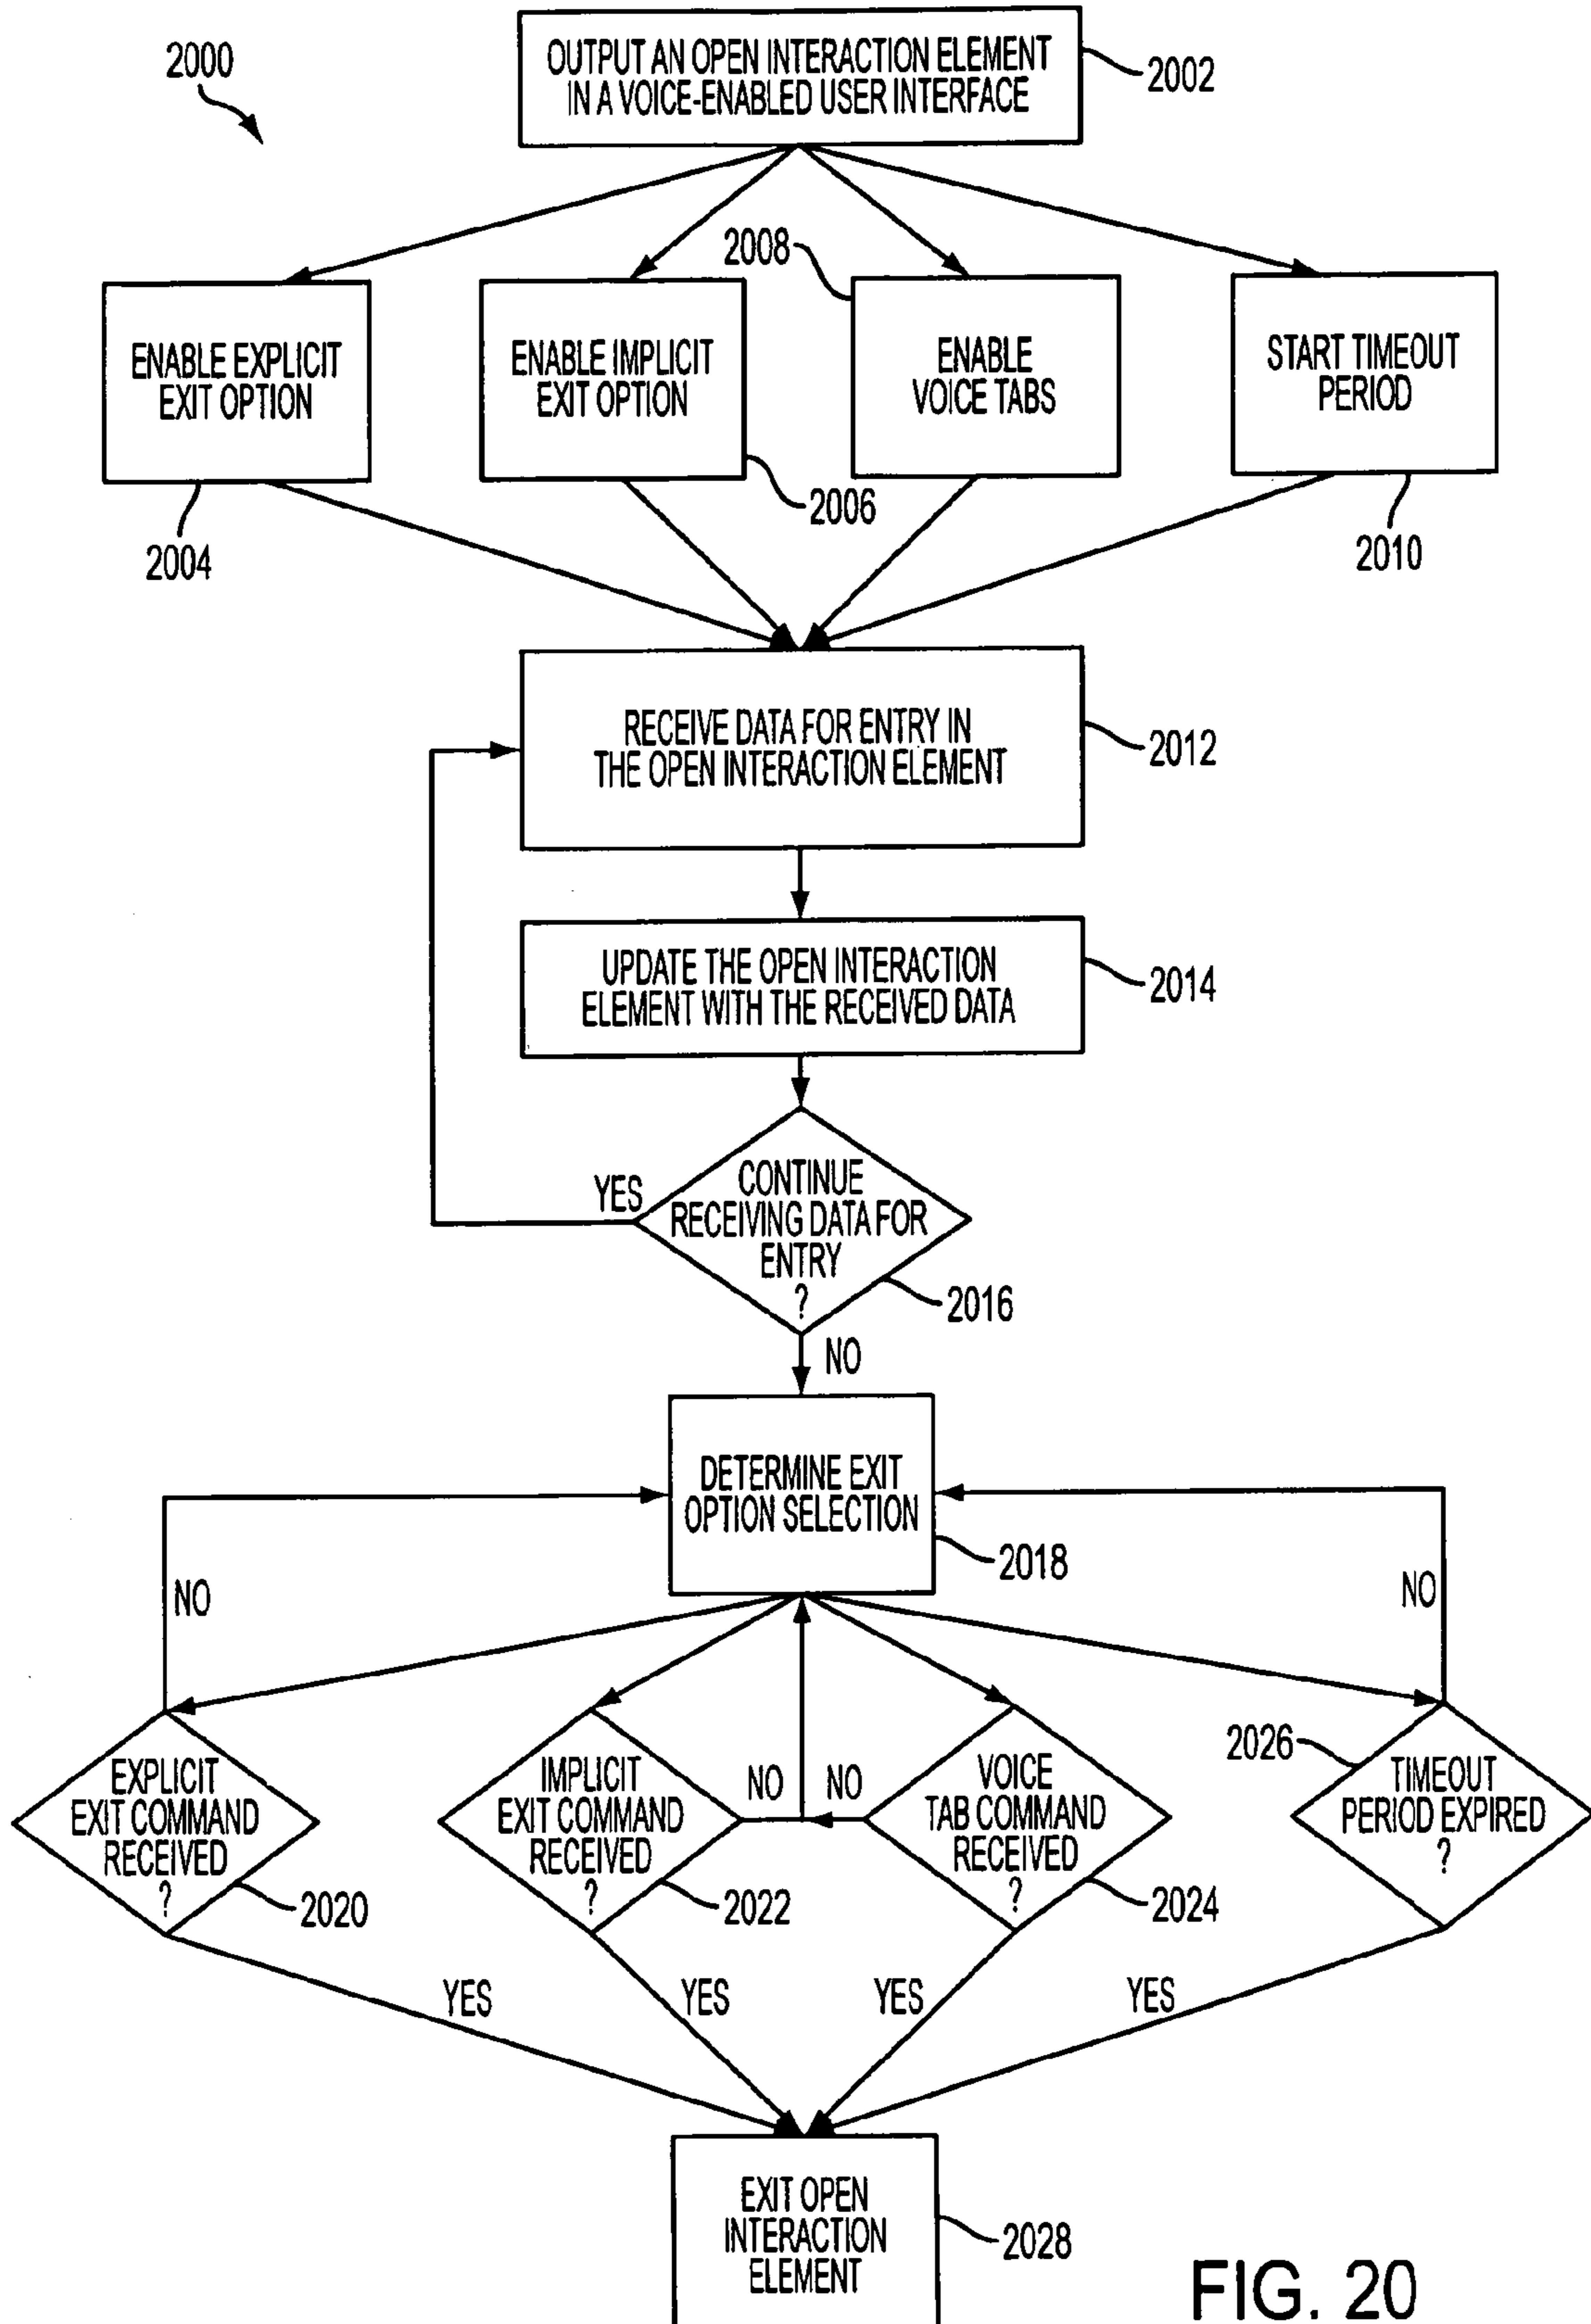 2000
OUTPUT AN OPEN INTERACTION ELEMENT
IN A VOICE-ENABLED USER INTERFACE
2002
2008
ENABLE EXPLICIT
EXIT OPTION
2004
ENABLE IMPLICIT
EXIT OPTION
2006
ENABLE
VOICE TABS
START TIMEOUT
PERIOD
2010
RECEIVE DATA FOR ENTRY IN
THE OPEN INTERACTION ELEMENT
2012
UPDATE THE OPEN INTERACTION
ELEMENT WITH THE RECEIVED DATA
2014
YES
CONTINUE
RECEIVING DATA FOR
ENTRY
?
2016
NO
DETERMINE EXIT
OPTION SELECTION
2018
NO
NO
EXPLICIT
EXIT COMMAND
RECEIVED
?
2020
IMPLICIT
EXIT COMMAND
RECEIVED
?
2022
NO
NO
VOICE
TAB COMMAND
RECEIVED
?
2024
2026
TIMEOUT
PERIOD EXPIRED
?
YES
YES
YES
YES
EXIT OPEN
INTERACTION
ELEMENT
2028
FIG. 20